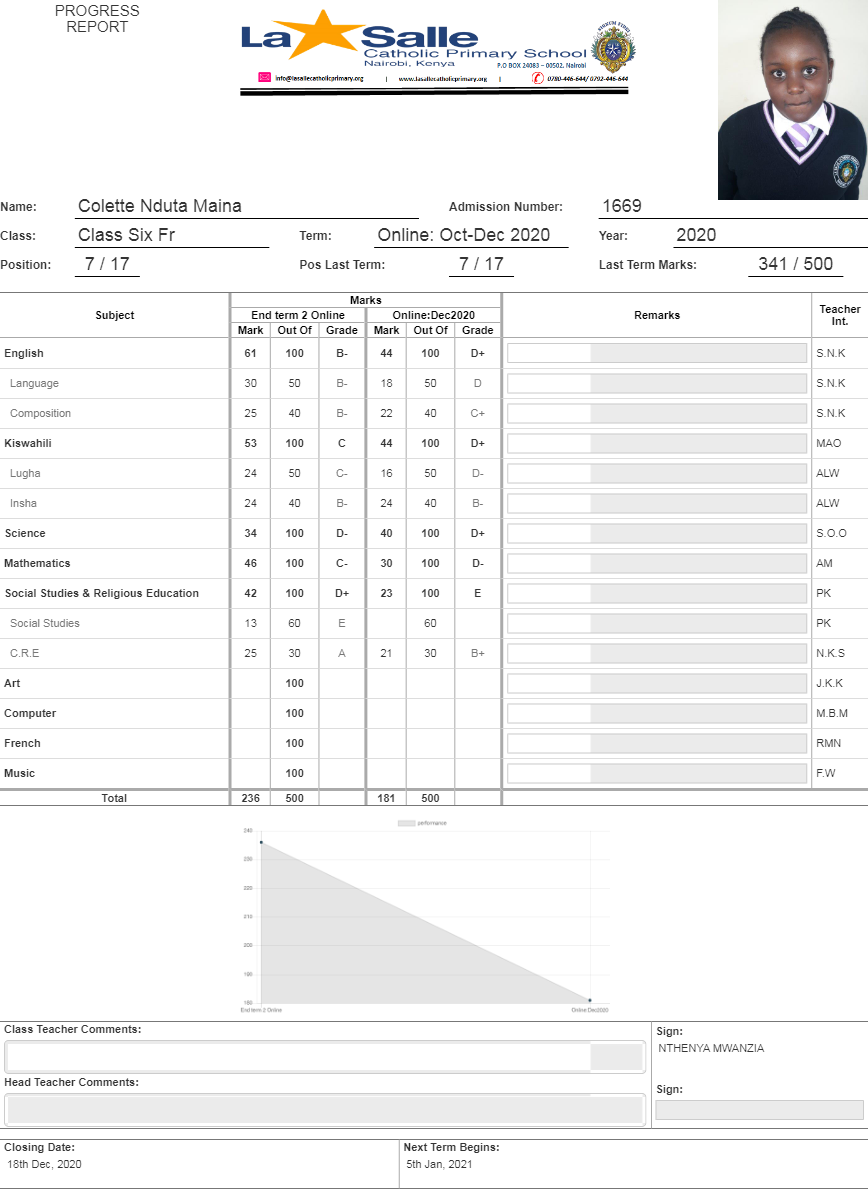 PROGRESS
REPORT
La Salle
Catholic Primary School
Nairobi, Kenya
P.O BOX 24083 – 00502, Nairobi
info@lasallecatholicprimary.org | www.lasallecatholicprimary.org | 0780-446-644/ 0792-446-644
Name: Colette Nduta Maina Admission Number: 1669
Class: Class Six Fr Term: Online: Oct-Dec 2020 Year: 2020
Position: 7 / 17 Pos Last Term: 7 / 17 Last Term Marks: 341 / 500
Subject Marks Remarks Teacher Int.
End term 2 Online Online:Dec2020
Mark Out Of Grade Mark Out Of Grade
English 61 100 B- 44 100 D+ S.N.K
Language 30 50 B- 18 50 D S.N.K
Composition 25 40 B- 22 40 C+ S.N.K
Kiswahili 53 100 C 44 100 D+ MAO
Lugha 24 50 C- 16 50 D- ALW
Insha 24 40 B- 24 40 B- ALW
Science 34 100 D- 40 100 D+ S.O.O
Mathematics 46 100 C- 30 100 D- AM
Social Studies & Religious Education 42 100 D+ 23 100 E PK
Social Studies 13 60 E 60 PK
C.R.E 25 30 A 21 30 B+ N.K.S
Art 100 J.K.K
Computer 100 M.B.M
French 100 RMN
Music 100 F.W
Total 236 500 181 500
performance
240
230
220
210
200
190
180
End term 2 Online Online:Dec2020
Class Teacher Comments: Sign:
NTHENYA MWANZIA
Head Teacher Comments: Sign:
Closing Date: Next Term Begins:
18th Dec, 2020 5th Jan, 2021